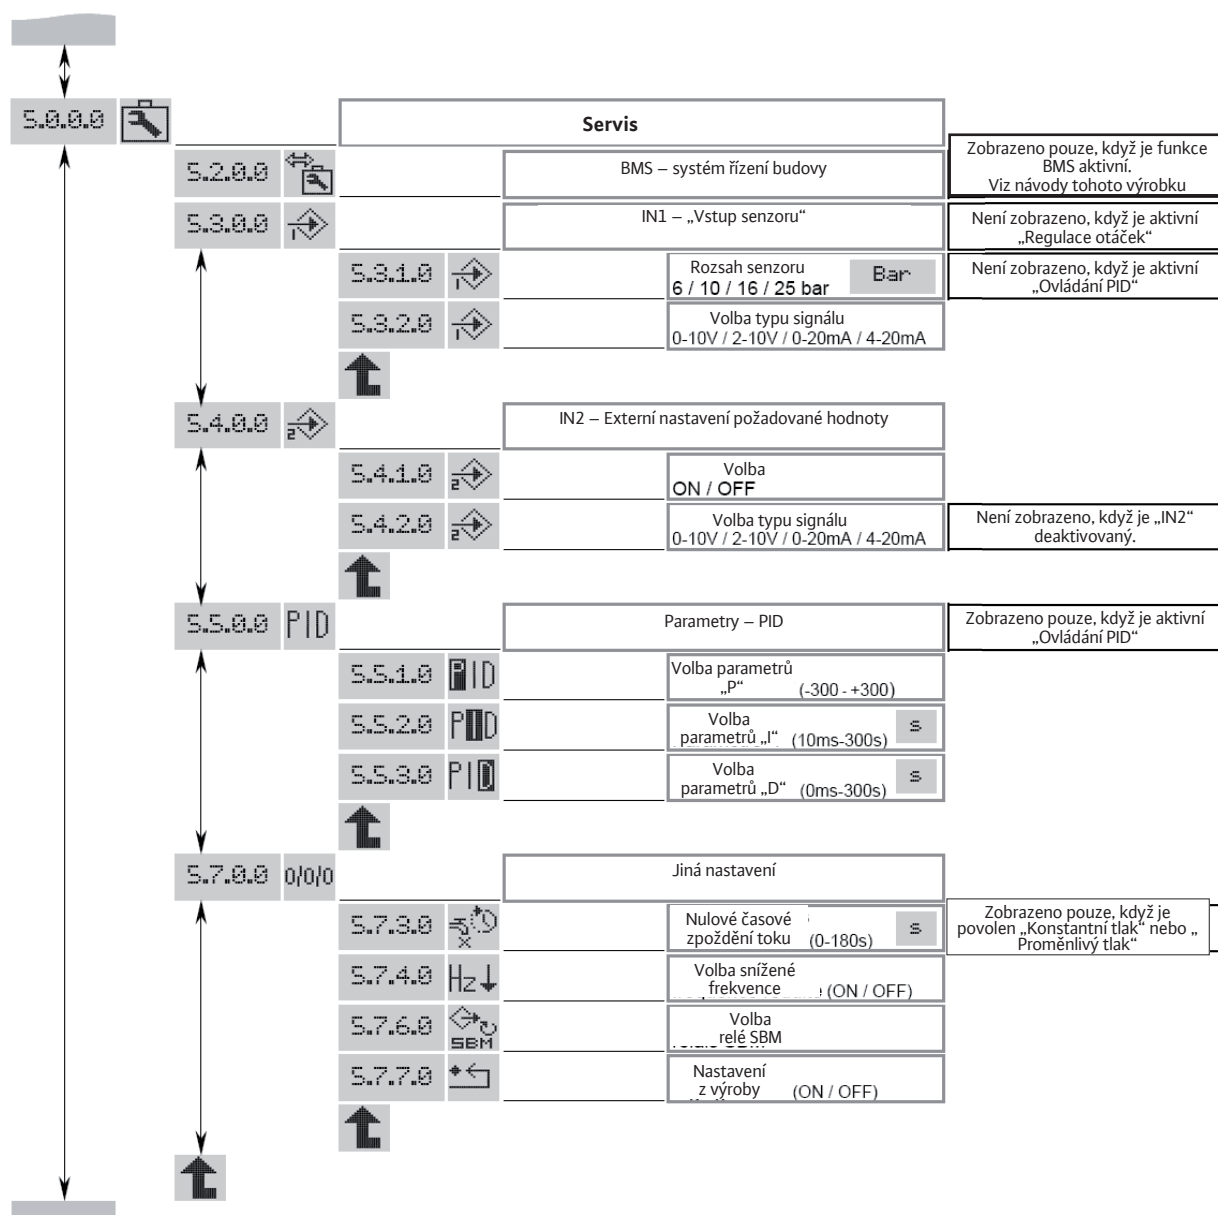 5.0.0.0
Servis
5.2.0.0
BMS – systém řízení budovy
Zobrazeno pouze, když je funkce
BMS aktivní.
Viz návody tohoto výrobku
5.3.0.0
1
IN1 – „Vstup senzoru“
Není zobrazeno, když je aktivní
„Regulace otáček“
5.3.1.0
1
Rozsah senzoru
6 / 10 / 16 / 25 bar
Bar
Není zobrazeno, když je aktivní
„Ovládání PID“
5.3.2.0
1
Volba typu signálu
0-10V / 2-10V / 0-20mA / 4-20mA
5.4.0.0
2
IN2 – Externí nastavení požadované hodnoty
5.4.1.0
2
Volba
ON / OFF
5.4.2.0
2
Volba typu signálu
0-10V / 2-10V / 0-20mA / 4-20mA
Není zobrazeno, když je „IN2“
deaktivovaný.
5.5.0.0
PID
Parametry – PID
Zobrazeno pouze, když je aktivní
„Ovládání PID“
5.5.1.0
PID
Volba parametrů
„P“ (-300 - +300)
5.5.2.0
PID
Volba
parametrů „I“ (10ms-300s)
s
5.5.3.0
PID
Volba
parametrů „D“ (0ms-300s)
s
5.7.0.0
0/0/0
Jiná nastavení
5.7.3.0
Nulové časové
zpoždění toku (0-180s)
s
Zobrazeno pouze, když je
povolen „Konstantní tlak“ nebo „
Proměnlivý tlak“
5.7.4.0
Hz
Volba snížené
frekvence (ON / OFF)
5.7.6.0
SBM
Volba
relé SBM
5.7.7.0
Nastavení
z výroby (ON / OFF)